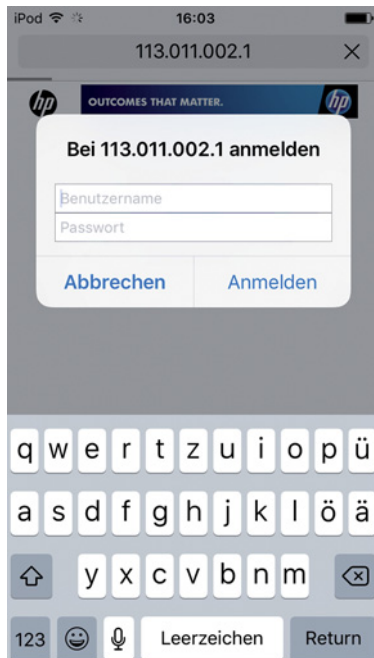 iPod 16:03
113.011.002.1
hp OUTCOMES THAT MATTER. hp
Bei 113.011.002.1 anmelden
Benutzername
Passwort
Abbrechen Anmelden
q w e r t z u i o p ü
a s d f g h j k l ö ä
y x c v b n m
123 Leerzeichen Return